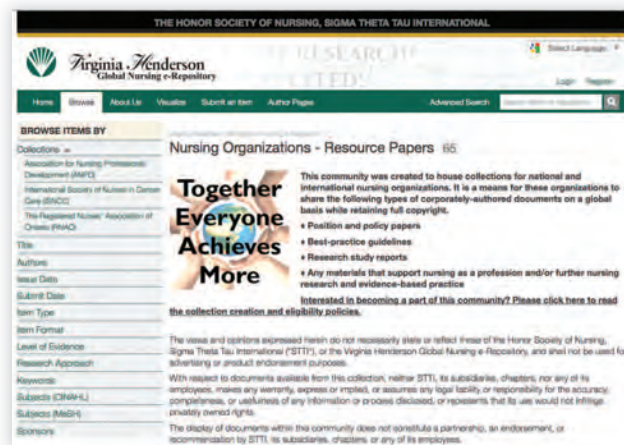 THE HONOR SOCIETY OF NURSING, SIGMA THETA TAU INTERNATIONAL
Virginia Henderson
Global Nursing e-Repository
RESEARCH
CITED
Select Language
Login Register
Home Browse About Us Visualize Submit an Item Author Pages Advanced Search
BROWSE ITEMS BY
Collections
Association for Nursing Professional
Development (ANPD)
International Society of Nurses in Cancer
Care (ISNCC)
The Registered Nurses' Association of
Ontario (RNAO)
Title
Authors
Issue Date
Submit Date
Item Type
Item Format
Level of Evidence
Research Approach
Keywords
Subjects (CINAHL)
Subjects (MeSH)
Sponsors
Nursing Organizations - Resource Papers 65
Together
Everyone
Achieves
More
This community was created to house collections for national and
international nursing organizations. It is a means for these organizations to
share the following types of corporately-authored documents on a global
basis while retaining full copyright.
♦ Position and policy papers
♦ Best-practice guidelines
♦ Research study reports
♦ Any materials that support nursing as a profession and/or further nursing
research and evidence-based practice
Interested in becoming a part of this community? Please click here to read
the collection creation and eligibility policies.
The views and opinions expressed herein do not necessarily state or reflect those of the Honor Society of Nursing,
Sigma Theta Tau International ("STTI"), or the Virginia Henderson Global Nursing e-Repository, and shall not be used for
advertising or product endorsement purposes.
With respect to documents available from this collection, neither STTI, its subsidiaries, chapters, nor any of its
employees, makes any warranty, express or implied, or assumes any legal liability or responsibility for the accuracy,
completeness, or usefulness of any information or process disclosed, or represents that its use would not infringe
privately owned rights.
The display of documents within this community does not constitute a partnership, an endorsement, or
recommendation by STTI, its subsidiaries, chapters, or any of its employees.